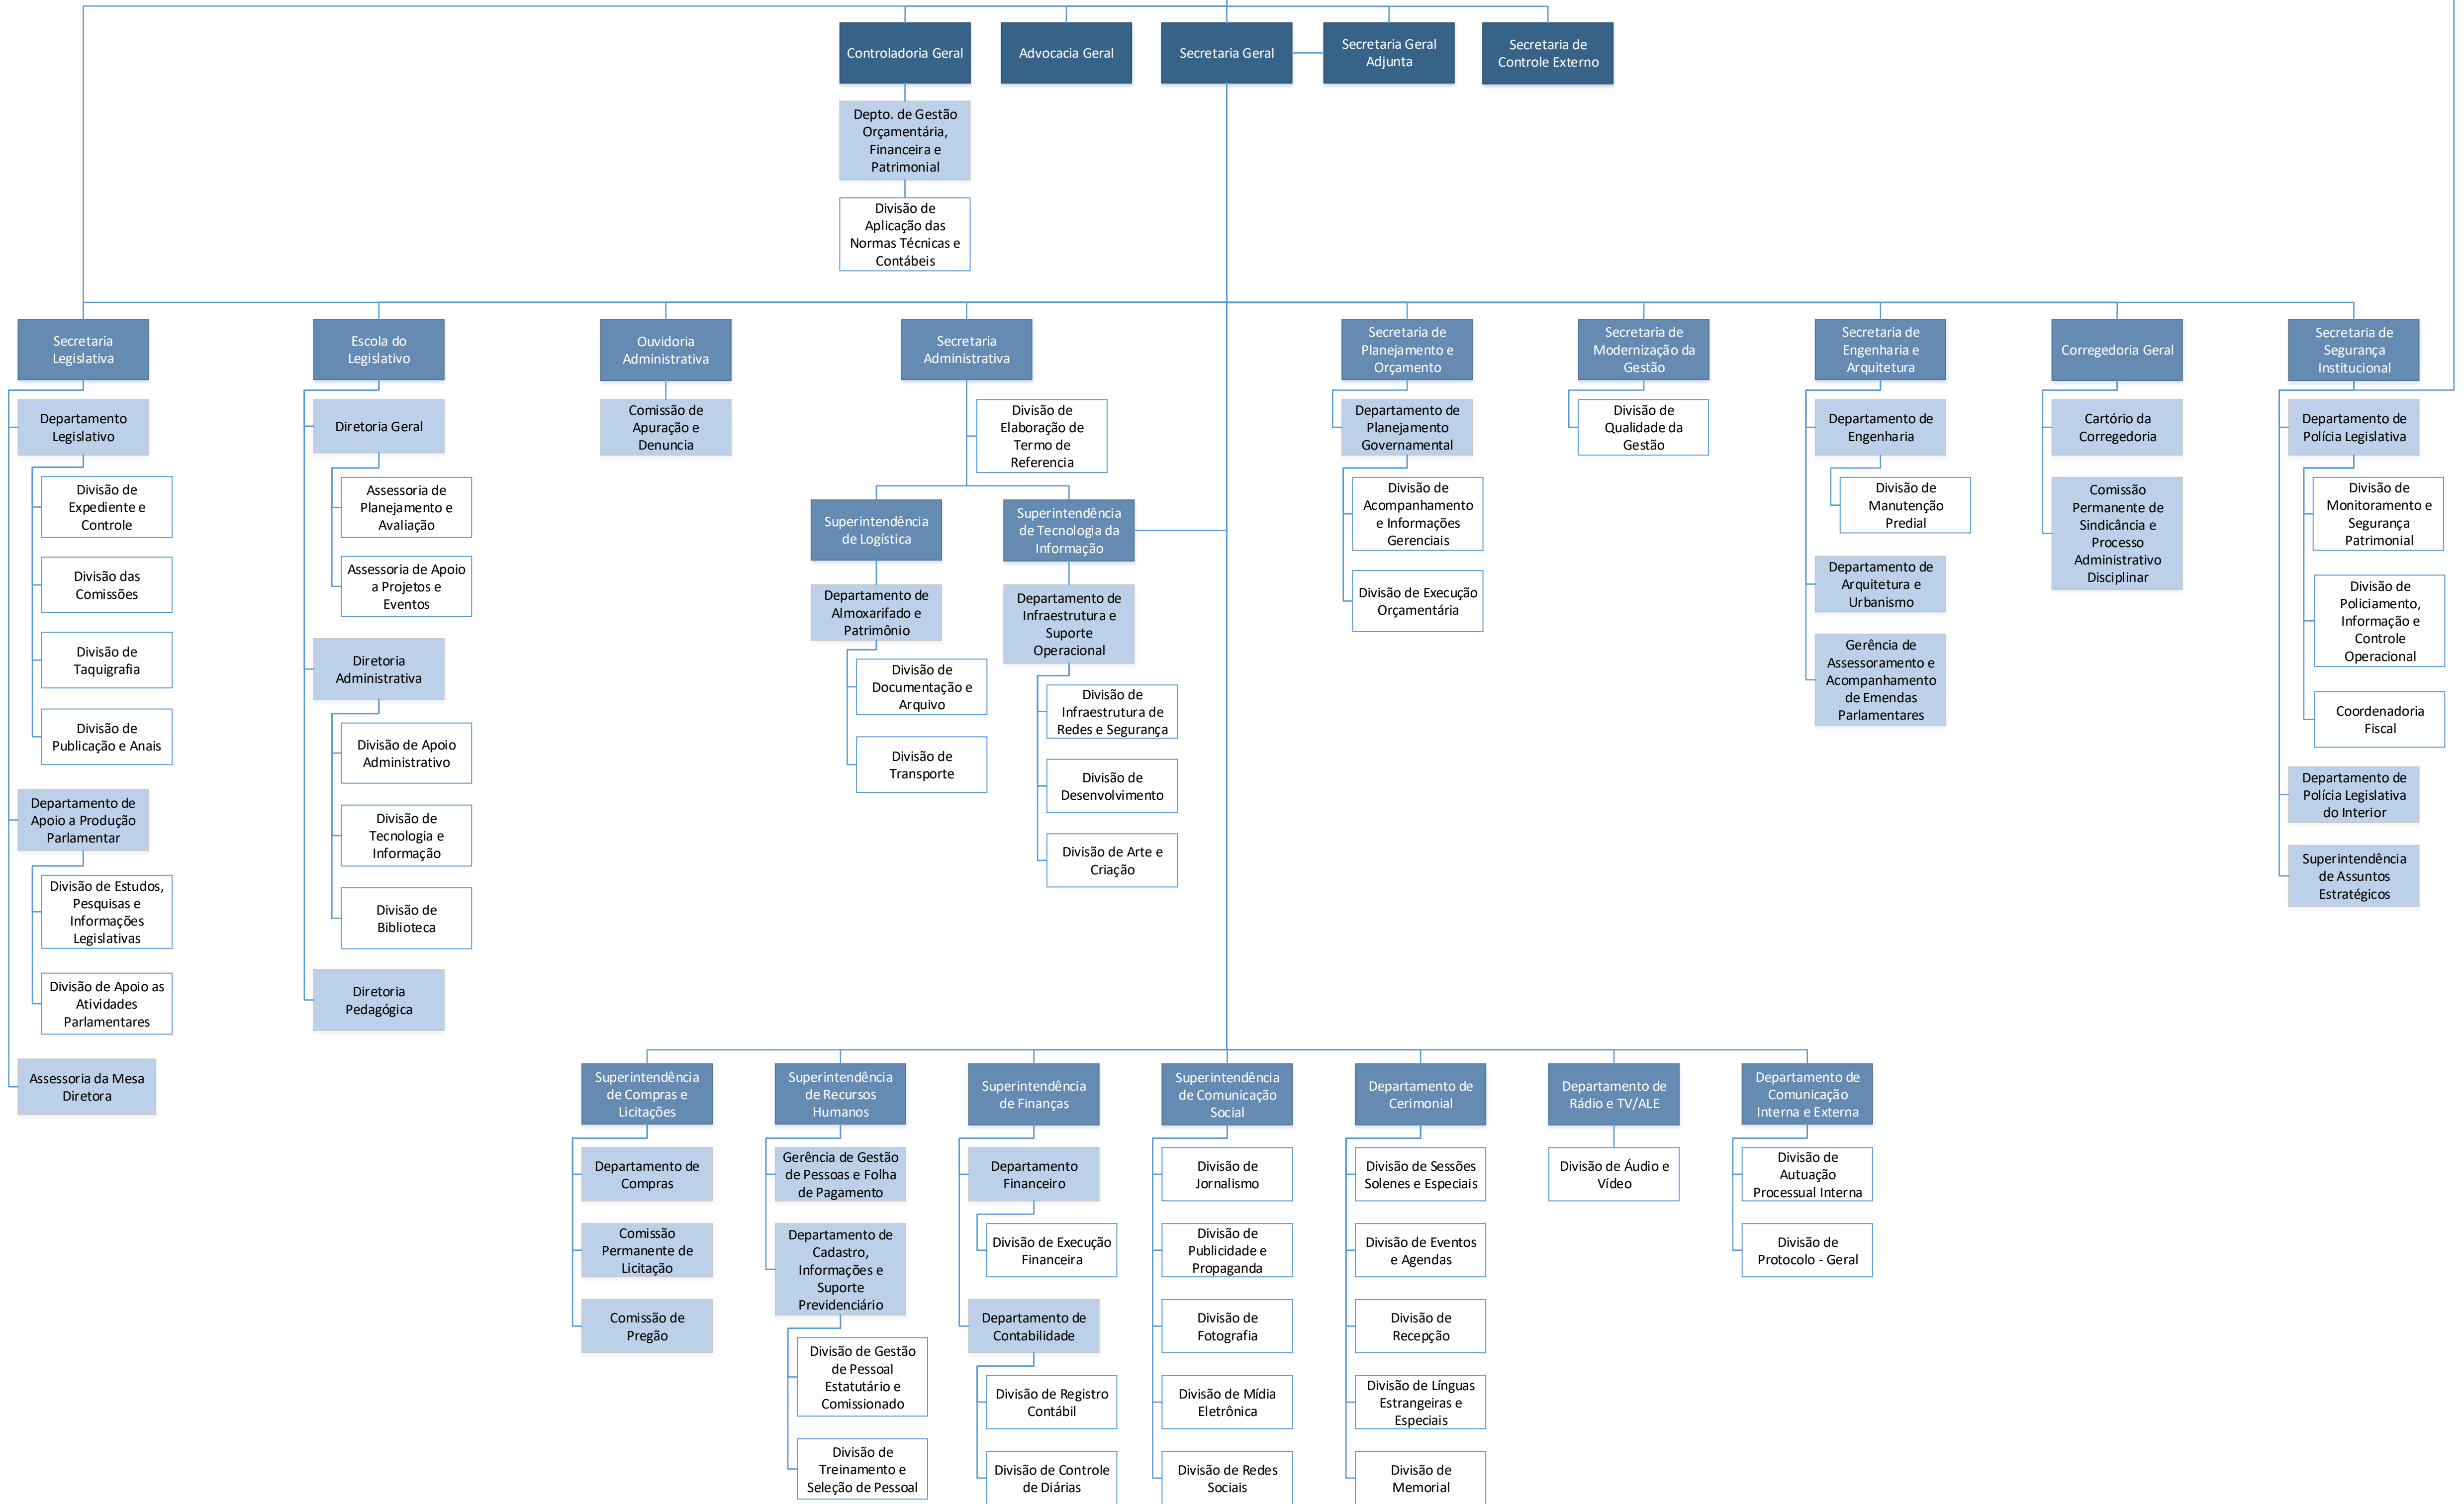 Controladoria Geral
Advocacia Geral
Secretaria Geral
Secretaria Geral
Adjunta
Secretaria de
Controle Externo
Depto. de Gestão
Orçamentária,
Financeira e
Patrimonial
Divisão de
Aplicação das
Normas Técnicas e
Contábeis
Secretaria
Legislativa
Departamento
Legislativo
Divisão de
Expediente e
Controle
Divisão das
Comissões
Divisão de
Taquigrafia
Divisão de
Publicação e Anais
Departamento de
Apoio a Produção
Parlamentar
Divisão de Estudos,
Pesquisas e
Informações
Legislativas
Divisão de Apoio as
Atividades
Parlamentares
Assessoria da Mesa
Diretora
Escola do
Legislativo
Diretoria Geral
Assessoria de
Planejamento e
Avaliação
Assessoria de Apoio
a Projetos e
Eventos
Diretoria
Administrativa
Divisão de Apoio
Administrativo
Divisão de
Tecnologia e
Informação
Divisão de
Biblioteca
Diretoria
Pedagógica
Ouvidoria
Administrativa
Comissão de
Apuração e
Denuncia
Secretaria
Administrativa
Divisão de
Elaboração de
Termo de
Referencia
Superintendência
de Logística
Departamento de
Almoxarifado e
Patrimônio
Divisão de
Documentação e
Arquivo
Divisão de
Transporte
Superintendência
de Tecnologia da
Informação
Departamento de
Infraestrutura e
Suporte
Operacional
Divisão de
Infraestrutura de
Redes e Segurança
Divisão de
Desenvolvimento
Divisão de Arte e
Criação
Secretaria de
Planejamento e
Orçamento
Departamento de
Planejamento
Governamental
Divisão de
Acompanhamento
e Informações
Gerenciais
Divisão de Execução
Orçamentária
Secretaria de
Modernização da
Gestão
Divisão de
Qualidade da
Gestão
Secretaria de
Engenharia e
Arquitetura
Departamento de
Engenharia
Divisão de
Manutenção
Predial
Departamento de
Arquitetura e
Urbanismo
Gerência de
Assessoramento e
Acompanhamento
de Emendas
Parlamentares
Corregedoria Geral
Cartório da
Corregedoria
Comissão
Permanente de
Sindicância e
Processo
Administrativo
Disciplinar
Secretaria de
Segurança
Institucional
Departamento de
Polícia Legislativa
Divisão de
Monitoramento e
Segurança
Patrimonial
Divisão de
Policiamento,
Informação e
Controle
Operacional
Coordenadoria
Fiscal
Departamento de
Polícia Legislativa
do Interior
Superintendência
de Assuntos
Estratégicos
Superintendência
de Compras e
Licitações
Departamento de
Compras
Comissão
Permanente de
Licitação
Comissão de
Pregão
Superintendência
de Recursos
Humanos
Gerência de Gestão
de Pessoas e Folha
de Pagamento
Departamento de
Cadastro,
Informações e
Suporte
Previdenciário
Divisão de Gestão
de Pessoal
Estatutário e
Comissionado
Divisão de
Treinamento e
Seleção de Pessoal
Superintendência
de Finanças
Departamento
Financeiro
Divisão de Execução
Financeira
Departamento de
Contabilidade
Divisão de Registro
Contábil
Divisão de Controle
de Diárias
Superintendência
de Comunicação
Social
Divisão de
Jornalismo
Divisão de
Publicidade e
Propaganda
Divisão de
Fotografia
Divisão de Mídia
Eletrônica
Divisão de Redes
Sociais
Departamento de
Cerimonial
Divisão de Sessões
Solenes e Especiais
Divisão de Eventos
e Agendas
Divisão de
Recepção
Divisão de Línguas
Estrangeiras e
Especiais
Divisão de
Memorial
Departamento de
Rádio e TV/ALE
Divisão de Áudio e
Vídeo
Departamento de
Comunicação
Interna e Externa
Divisão de
Autuação
Processual Interna
Divisão de
Protocolo - Geral